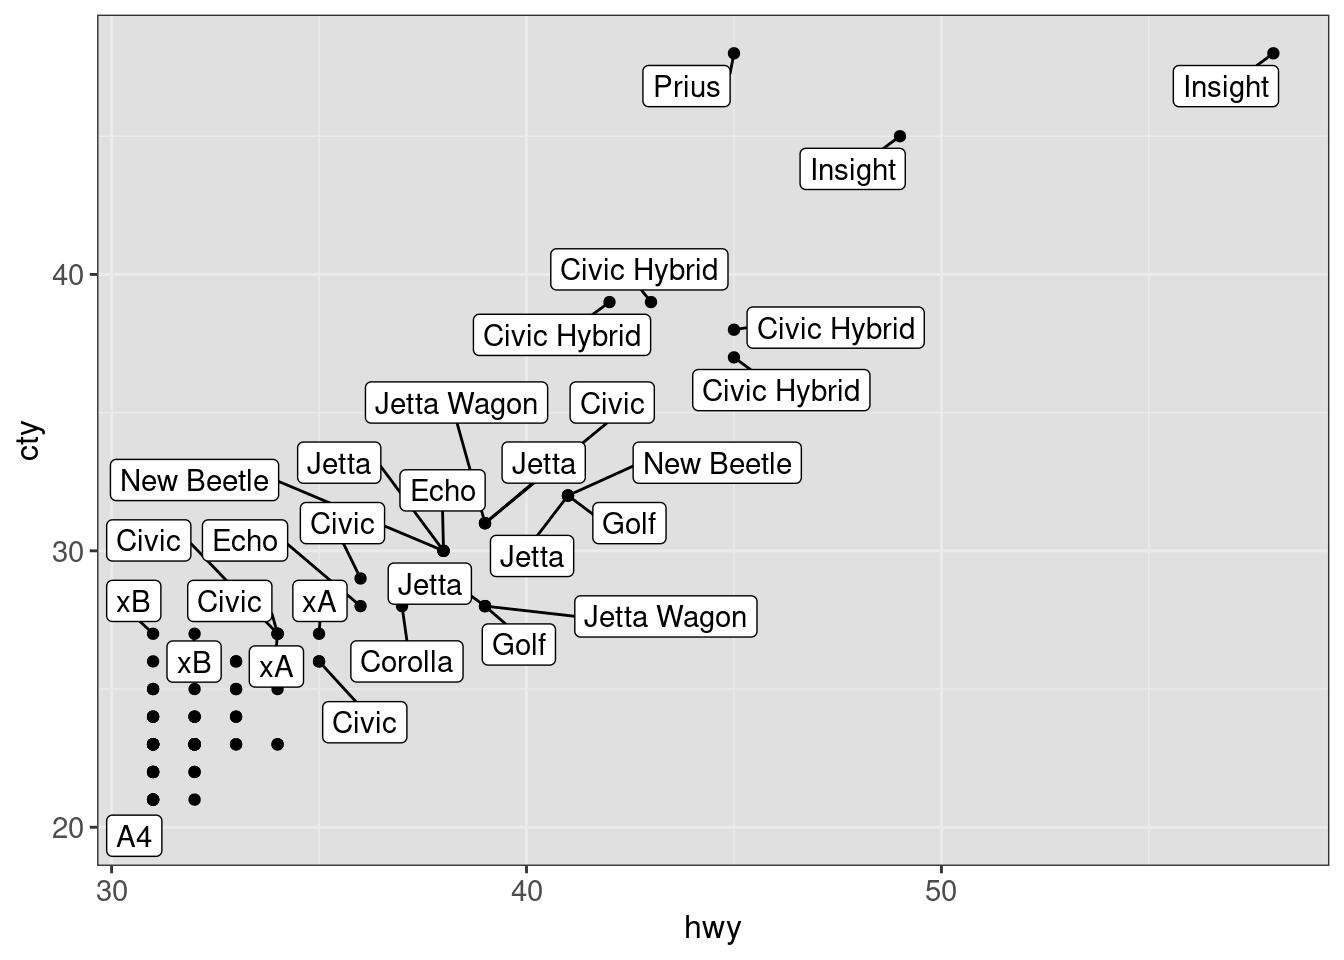 Prius
Insight
Insight
40
Civic Hybrid
Civic Hybrid
Civic Hybrid
Civic Hybrid
Jetta Wagon
Civic
cty
Jetta
Jetta
New Beetle
New Beetle
Echo
Civic
Golf
Civic
Echo
30
Jetta
Jetta
xB
Civic
xA
Jetta Wagon
Golf
xB
xA
Corolla
Civic
20
A4
30
40
50
hwy